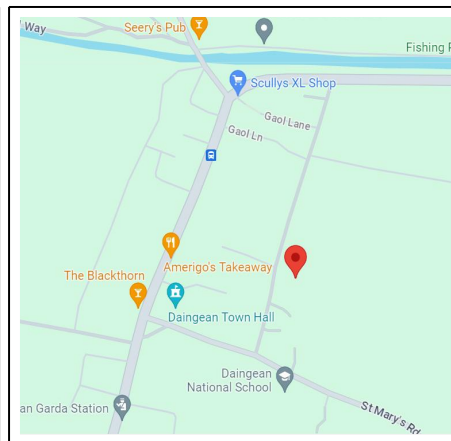 Way
Seery's Pub
Fishing
Scullys XL Shop
Gaol Lane
Gaol Ln
Amerigo's Takeaway
The Blackthorn
Daingean Town Hall
Daingean
National School
an Garda Station
St Mary's Rd